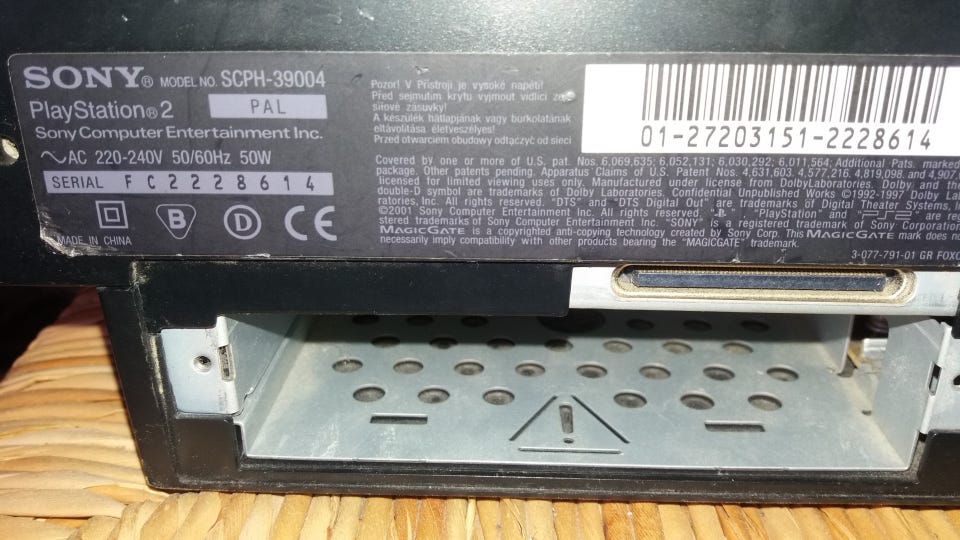 SONY® MODEL NO. SCPH-39004
PlayStation®2 PAL
Sony Computer Entertainment Inc.
AC 220-240V 50/60Hz 50W
SERIAL F C 2 2 2 8 6 1 4
B D CE
MADE IN CHINA
Pozor! V Přístroji je vysoké napětí!
Před sejmutím krytu vyjmout vidlici ze
síťové zásuvky!
A készülék hátlapjának vagy burkolatának
eltávolítása életveszélyes!
Przed otwarciem obudowy odłączyć od sieci
01-27203151-2228614
Covered by one or more of U.S. pat. Nos. 6,069,635; 6,052,131; 6,030,292; 6,011,564; Additional Pats. marked
package. Other patents pending. Apparatus Claims of U.S. Patent Nos. 4,631,603, 4,577,216, 4,819,098, and 4,907,
licensed for limited viewing uses only. Manufactured under license from DolbyLaboratories. Dolby and the
double-D symbol are trademarks of Dolby Laboratories. Confidential Unpublished Works ©1992-1997 Dolby
ratories, Inc. All rights reserved. "DTS" and "DTS Digital Out" are trademarks of Digital Theater Systems,
©2001 Sony Computer Entertainment Inc. All rights reserved. "PlayStation" and "PS2" are
stered trademarks of Sony Computer Entertainment Inc. "SONY" is a registered trademark of Sony Corporation
MAGICGATE is a copyrighted anti-copying technology created by Sony Corp. This MAGICGATE mark does
necessarily imply compatibility with other products bearing the "MAGICGATE" trademark.
3-077-791-01 GR